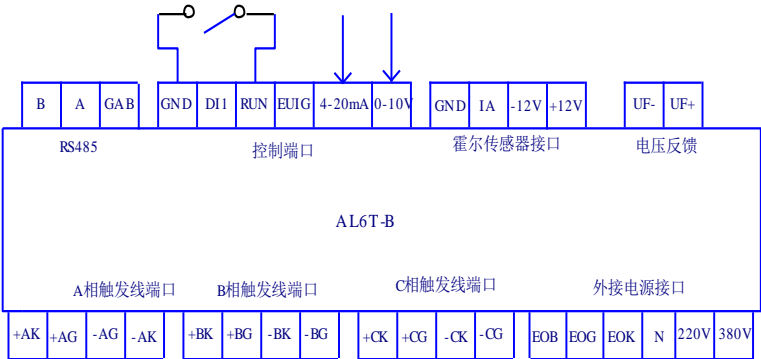 B A GAB GND DI1 RUN EUIG 4-20mA 0-10V GND IA -12V +12V UF- UF+
RS485 控制端口 霍尔传感器接口 电压反馈
AL6T-B
A相触发线端口 B相触发线端口 C相触发线端口 外接电源接口
+AK +AG -AG -AK +BK +BG -BK -BG +CK +CG -CK -CG EOB EOG EOK N 220V 380V